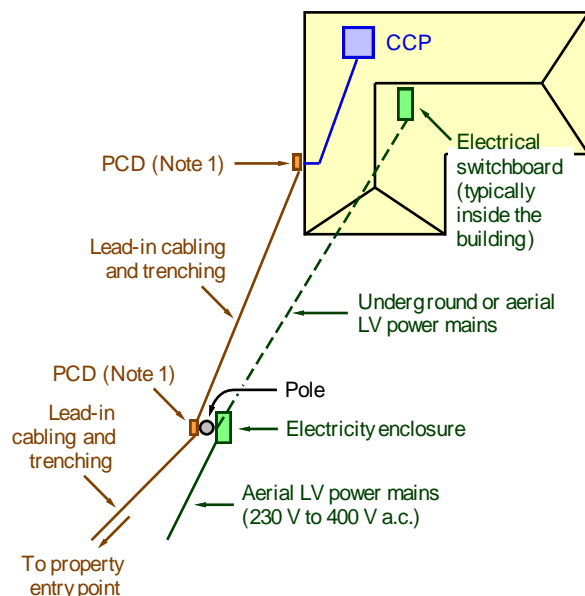 CCP
Electrical
switchboard
(typically
inside the
building)
PCD (Note 1)
Lead-in cabling
and trenching
Underground or aerial
LV power mains
PCD (Note 1)
Pole
Lead-in
cabling and
trenching
Electricity enclosure
Aerial LV power mains
(230 V to 400 V a.c.)
To property
entry point